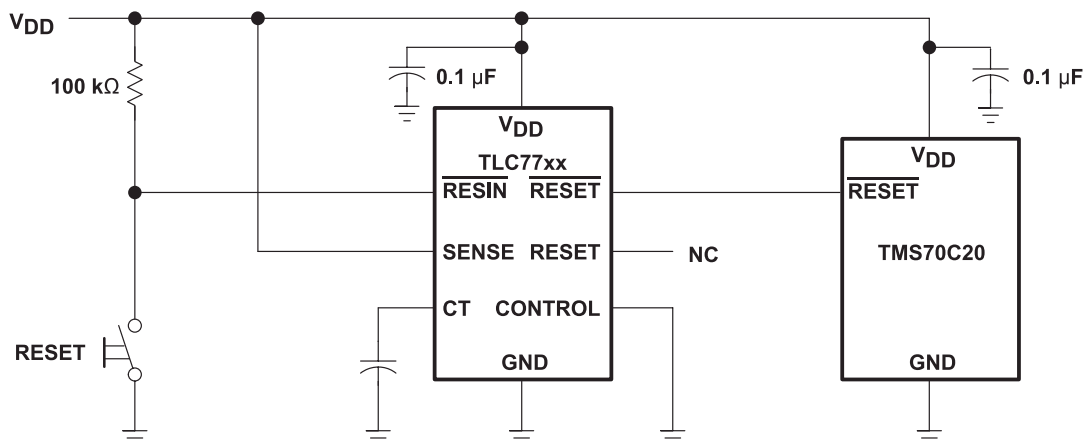 VDD
100 kΩ
0.1 µF
0.1 µF
VDD
TLC77xx
RESIN RESET
SENSE RESET
CT CONTROL
GND
NC
VDD
RESET
TMS70C20
GND
RESET